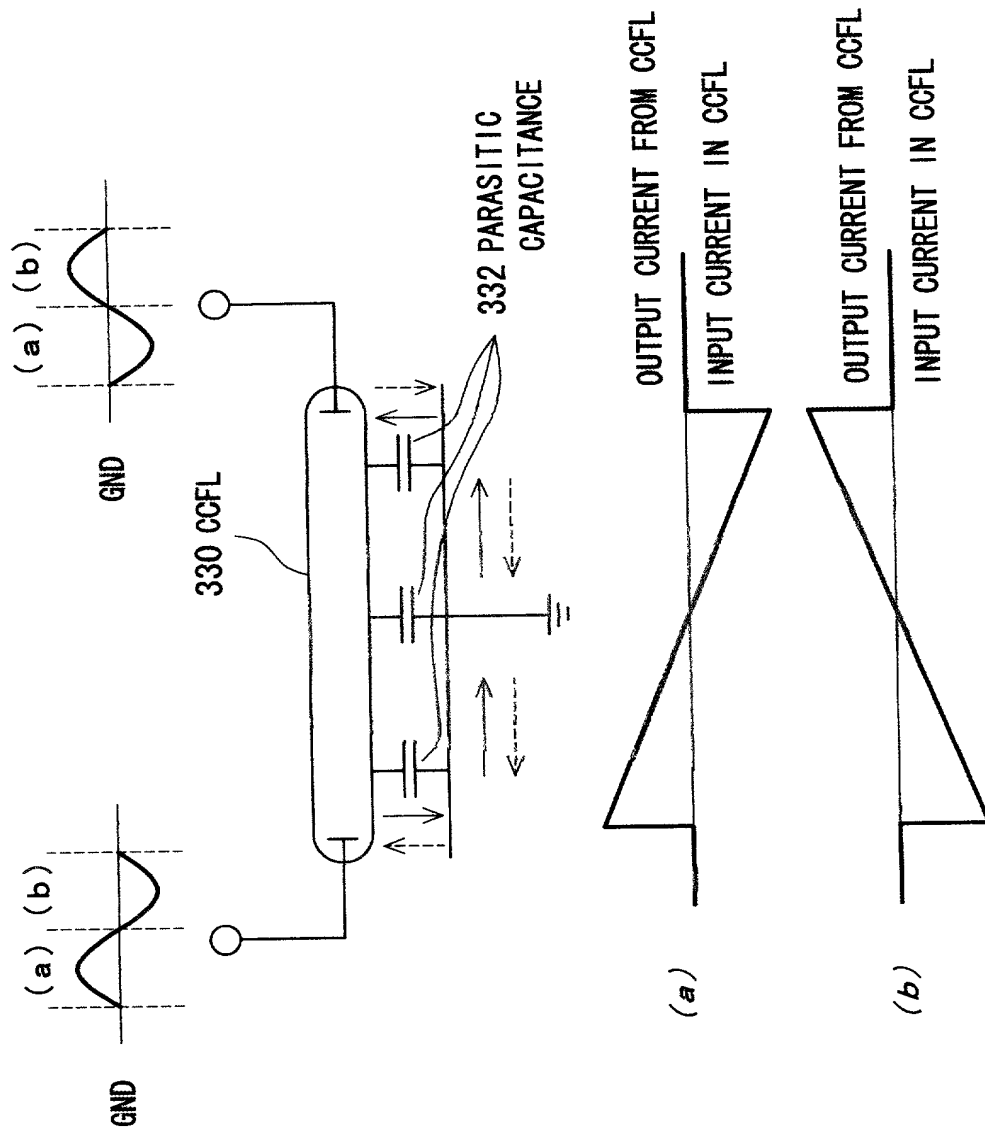 (a) (b)
GND
(a) (b)
GND
330 CCFL
332 PARASITIC
CAPACITANCE
(a)
OUTPUT CURRENT FROM CCFL
INPUT CURRENT IN CCFL
(b)
OUTPUT CURRENT FROM CCFL
INPUT CURRENT IN CCFL